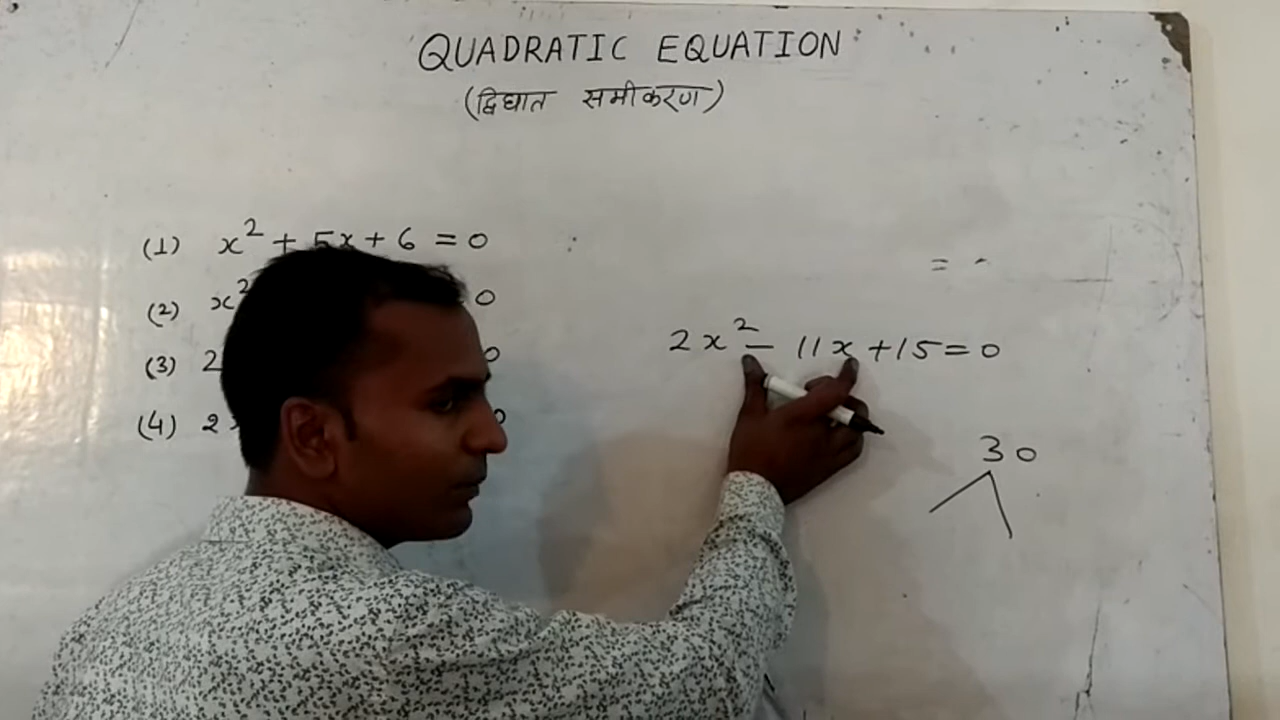 QUADRATIC EQUATION
(द्विघात समीकरण)
(1) x² + 5x + 6 = 0
(2) x² 0
(3) 2 0
(4) 2 0
=
2x² - 11x + 15 = 0
30